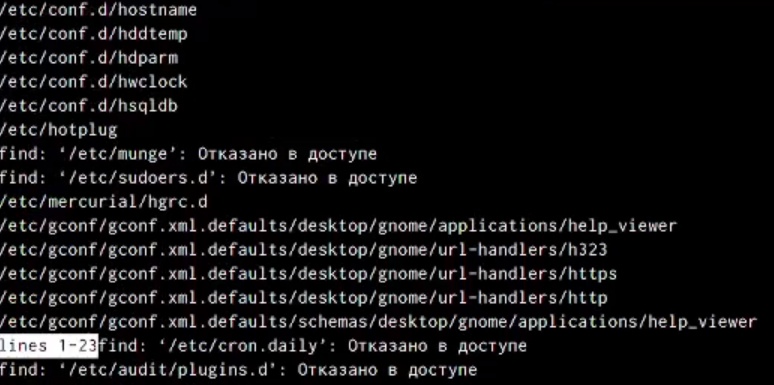 /etc/conf.d/hostname
/etc/conf.d/hddtemp
/etc/conf.d/hdparm
/etc/conf.d/hwclock
/etc/conf.d/hsqldb
/etc/hotplug
find: ‘/etc/munge’: Отказано в доступе
find: ‘/etc/sudoers.d’: Отказано в доступе
/etc/mercurial/hgrc.d
/etc/gconf/gconf.xml.defaults/desktop/gnome/applications/help_viewer
/etc/gconf/gconf.xml.defaults/desktop/gnome/url-handlers/h323
/etc/gconf/gconf.xml.defaults/desktop/gnome/url-handlers/https
/etc/gconf/gconf.xml.defaults/desktop/gnome/url-handlers/http
/etc/gconf/gconf.xml.defaults/schemas/desktop/gnome/applications/help_viewer
lines 1-23find: ‘/etc/cron.daily’: Отказано в доступе
find: ‘/etc/audit/plugins.d’: Отказано в доступе